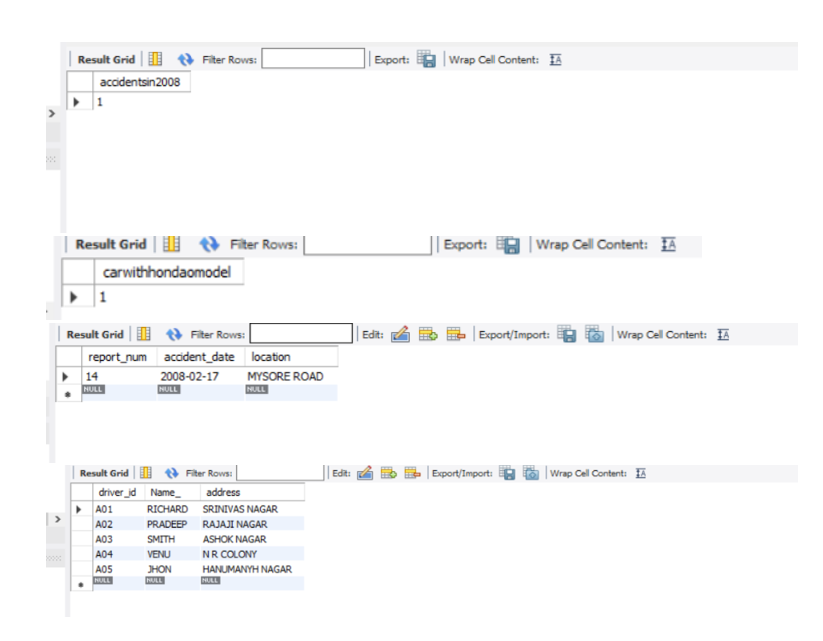 Result Grid Filter Rows: Export: Wrap Cell Content: IA
accidentsin2008
1
Result Grid Filter Rows: Export: Wrap Cell Content: IA
carwithhondaomodel
1
Result Grid Filter Rows: Edit: Export/Import: Wrap Cell Content: IA
report_num accident_date location
14 2008-02-17 MYSORE ROAD
NULL NULL NULL
Result Grid Filter Rows: Edit: Export/Import: Wrap Cell Content: IA
driver_id Name_ address
A01 RICHARD SRINIVAS NAGAR
A02 PRADEEP RAJAJI NAGAR
A03 SMITH ASHOK NAGAR
A04 VENU N R COLONY
A05 JHON HANUMANYH NAGAR
NULL NULL NULL